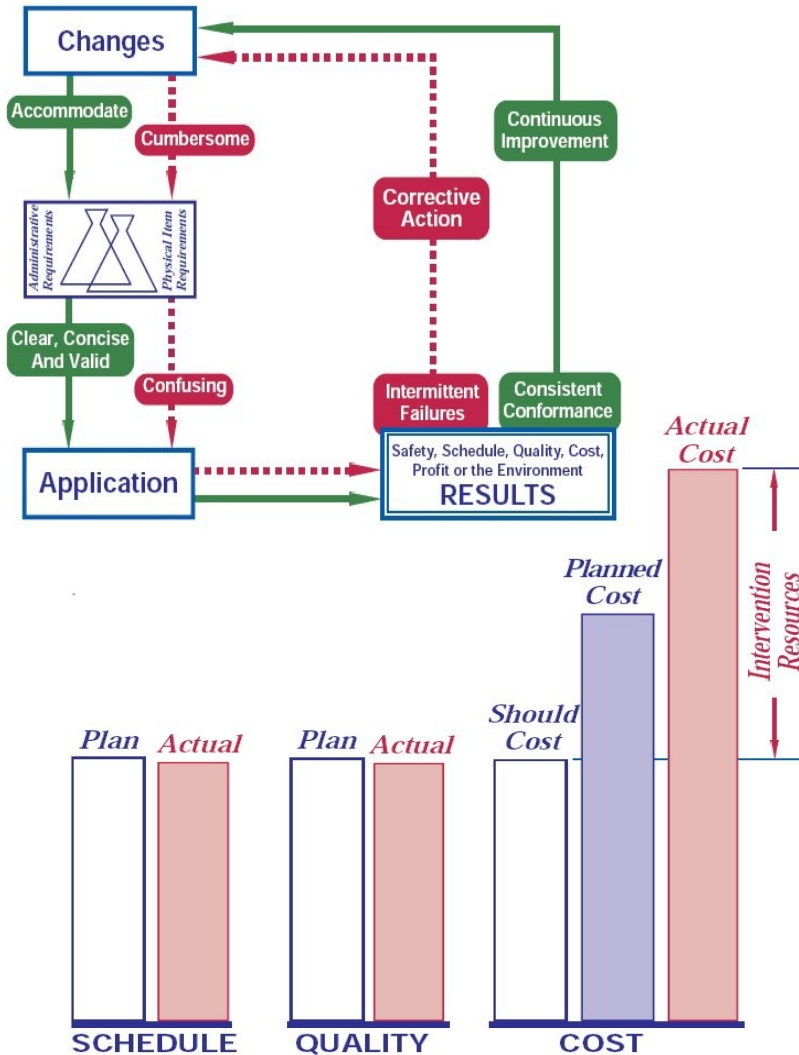 Changes
Accommodate
Cumbersome
Continuous
Improvement
Corrective
Action
Administrative
Requirements
Physical Item
Requirements
Clear, Concise
And Valid
Confusing
Intermittent
Failures
Consistent
Conformance
Application
Safety, Schedule, Quality, Cost,
Profit or the Environment
RESULTS
Actual
Cost
Planned
Cost
Intervention
Resources
Should
Cost
Plan
Actual
Plan
Actual
SCHEDULE
QUALITY
COST